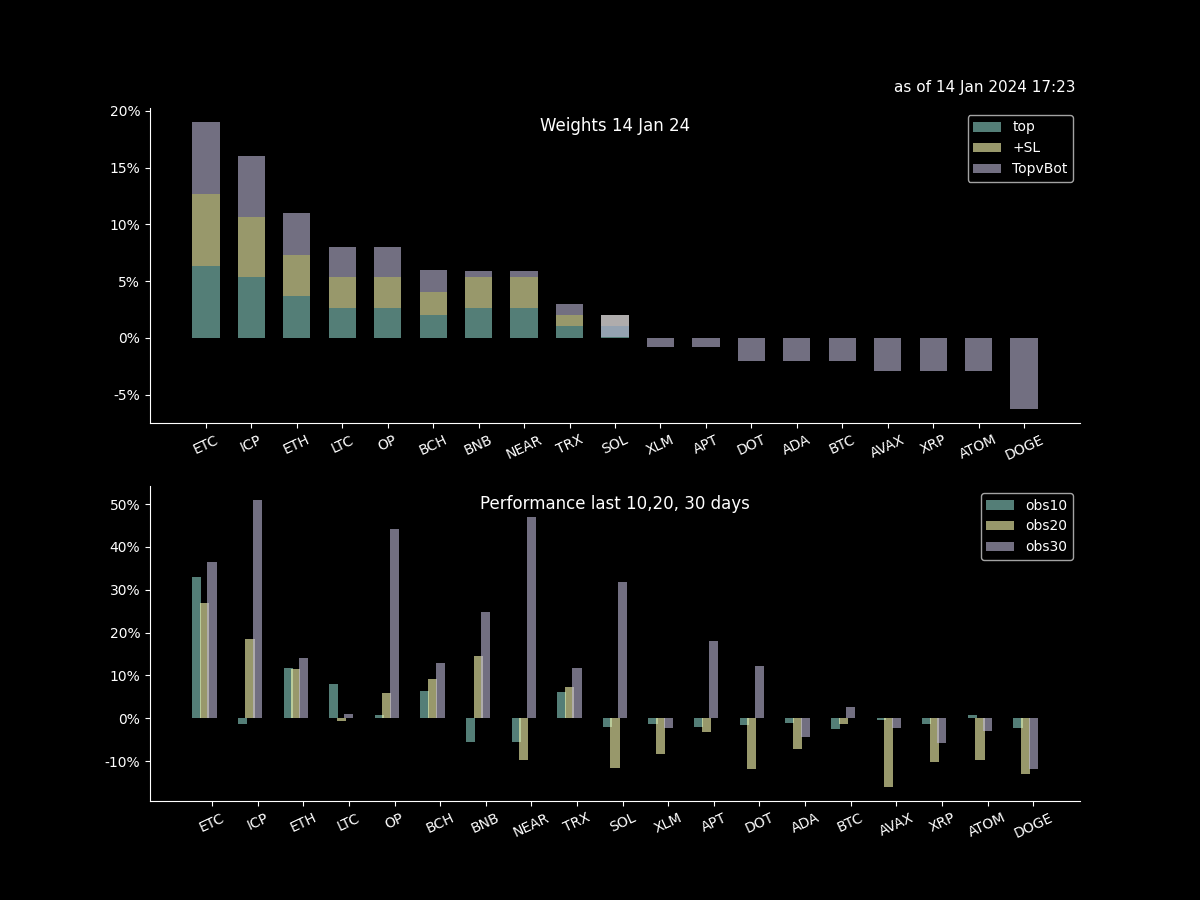 as of 14 Jan 2024 17:23
Weights 14 Jan 24
top
+SL
TopvBot
20%
15%
10%
5%
0%
-5%
ETC ICP ETH LTC OP BCH BNB NEAR TRX SOL XLM APT DOT ADA BTC AVAX XRP ATOM DOGE
Performance last 10,20, 30 days
obs10
obs20
obs30
50%
40%
30%
20%
10%
0%
-10%
ETC ICP ETH LTC OP BCH BNB NEAR TRX SOL XLM APT DOT ADA BTC AVAX XRP ATOM DOGE